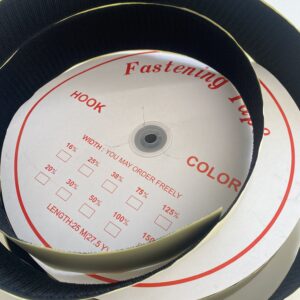 Fastening Tape
HOOK
COLOR
WIDTH: YOU MAY ORDER FREELY
16% 25% 38% 75% 125%
20% 30% 50% 100%
LENGTH:25 M(27.5 Y